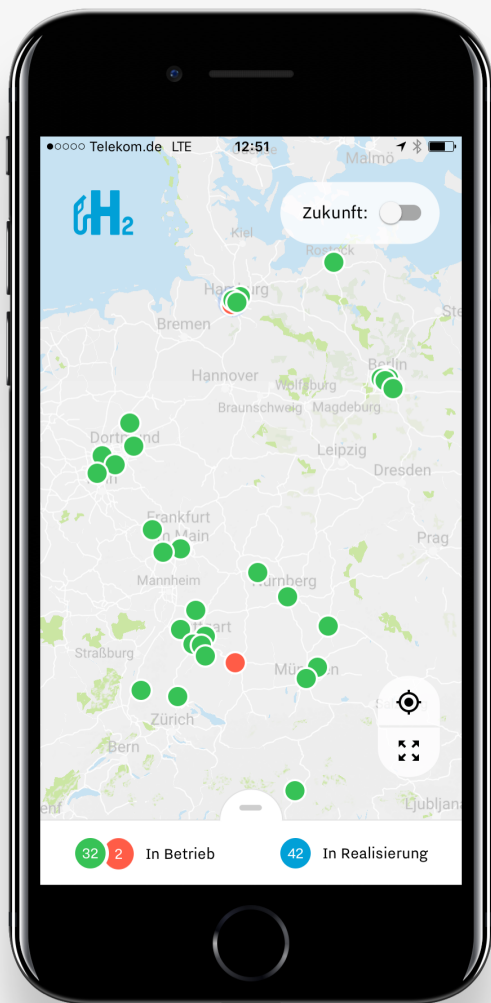 ●○○○○ Telekom.de LTE 12:51
Malmö
H2
Zukunft:
Kiel
Rostock
Hamburg
Bremen
Berlin
Hannover
Wolfsburg
Braunschweig Magdeburg
Dortmund
Leipzig
Dresden
Frankfurt
am Main
Prag
Mannheim
Nürnberg
Stuttgart
Straßburg
München
Zürich
Bern
Ljubljana
32 2 In Betrieb
42 In Realisierung